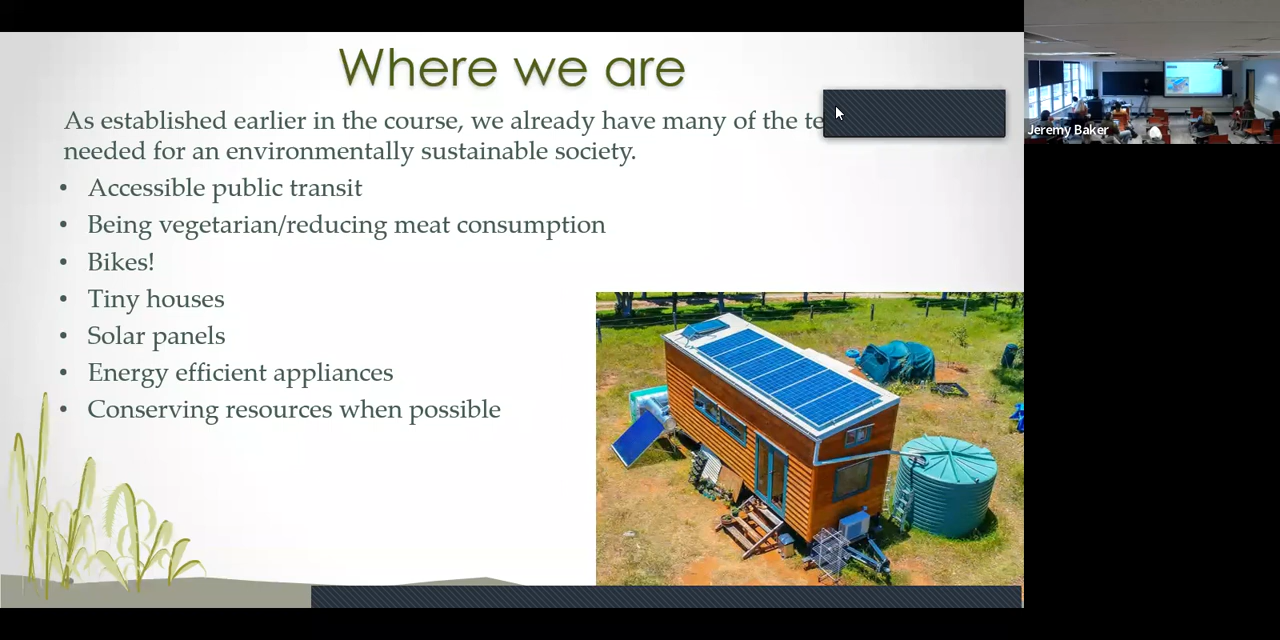 Where we are
As established earlier in the course, we already have many of the
needed for an environmentally sustainable society.
• Accessible public transit
• Being vegetarian/reducing meat consumption
• Bikes!
• Tiny houses
• Solar panels
• Energy efficient appliances
• Conserving resources when possible
Jeremy Baker